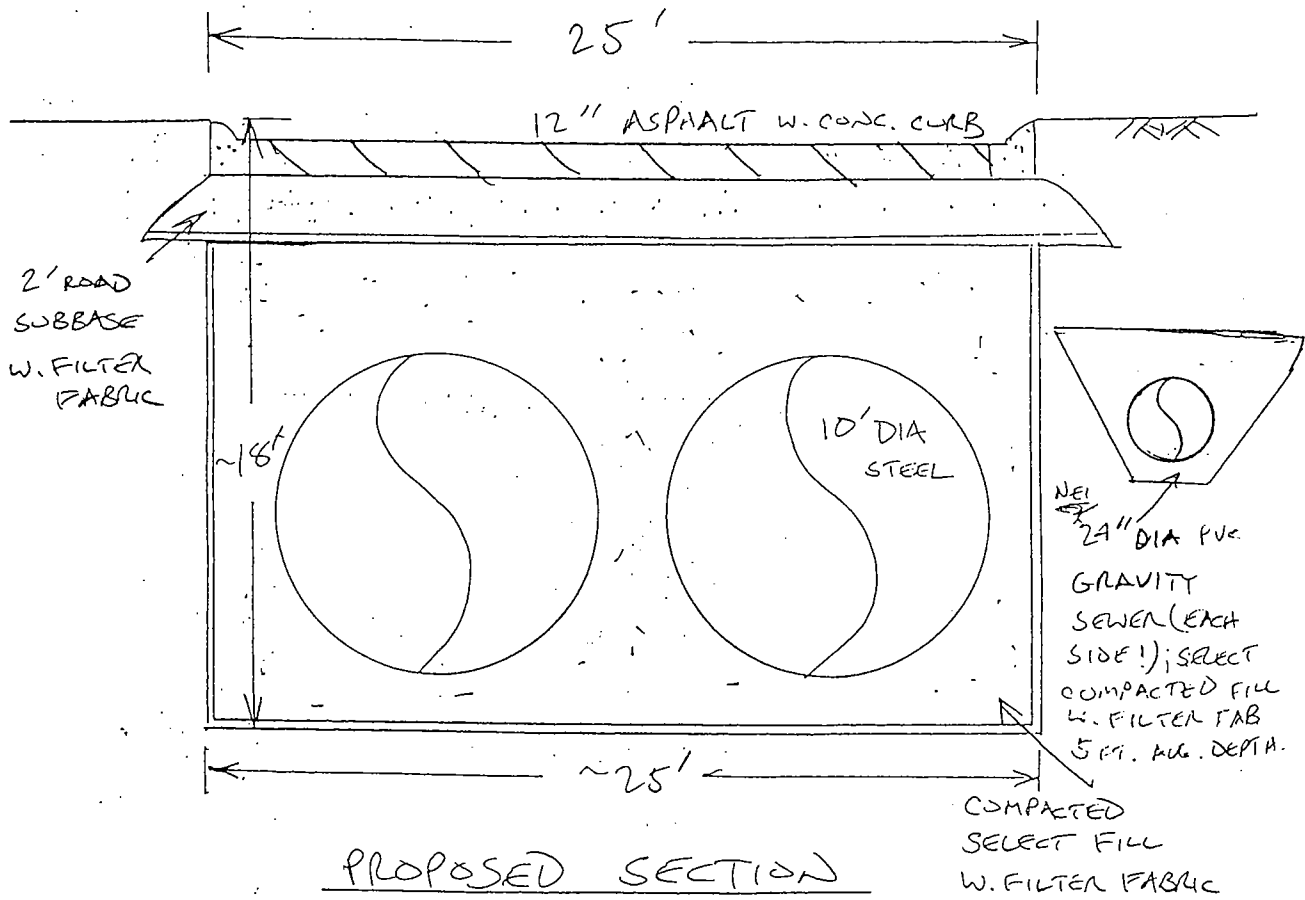 25'
12" ASPHALT W. CONC. CURB
2' ROAD
SUBBASE
W. FILTER
FABRIC
~18'
10' DIA
STEEL
24" DIA PVC
GRAVITY
SEWER (EACH
SIDE!); SELECT
COMPACTED FILL
W. FILTER FAB
5 FT. AVG. DEPTH.
~25'
COMPACTED
SELECT FILL
W. FILTER FABRIC
PROPOSED SECTION